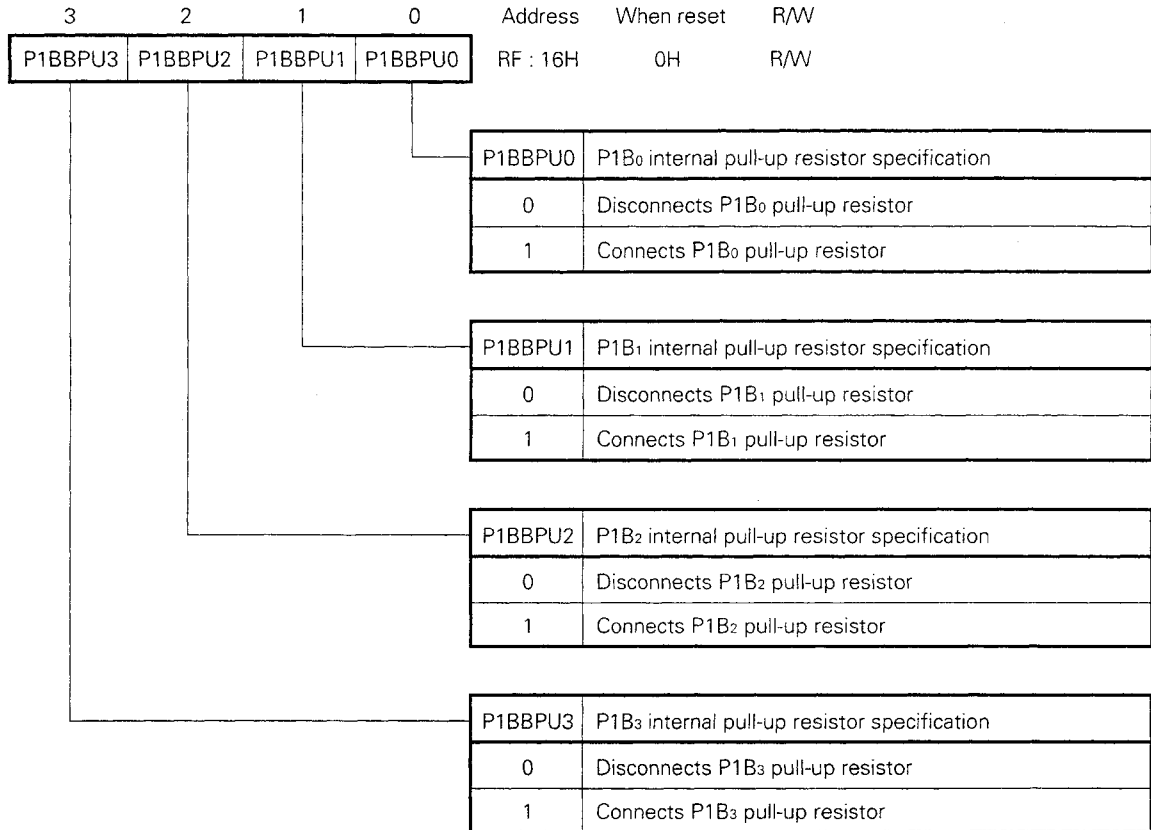 3 2 1 0 Address When reset R/W
P1BBPU3 P1BBPU2 P1BBPU1 P1BBPU0 RF : 16H 0H R/W
P1BBPU0 P1B0 internal pull-up resistor specification
0 Disconnects P1B0 pull-up resistor
1 Connects P1B0 pull-up resistor
P1BBPU1 P1B1 internal pull-up resistor specification
0 Disconnects P1B1 pull-up resistor
1 Connects P1B1 pull-up resistor
P1BBPU2 P1B2 internal pull-up resistor specification
0 Disconnects P1B2 pull-up resistor
1 Connects P1B2 pull-up resistor
P1BBPU3 P1B3 internal pull-up resistor specification
0 Disconnects P1B3 pull-up resistor
1 Connects P1B3 pull-up resistor